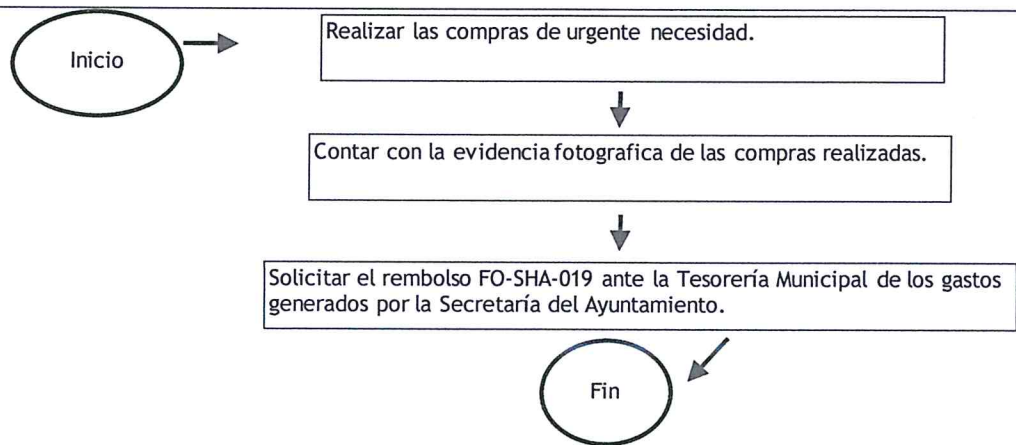 Inicio
Realizar las compras de urgente necesidad.
Contar con la evidencia fotografica de las compras realizadas.
Solicitar el rembolso FO-SHA-019 ante la Tesorería Municipal de los gastos
generados por la Secretaría del Ayuntamiento.
Fin